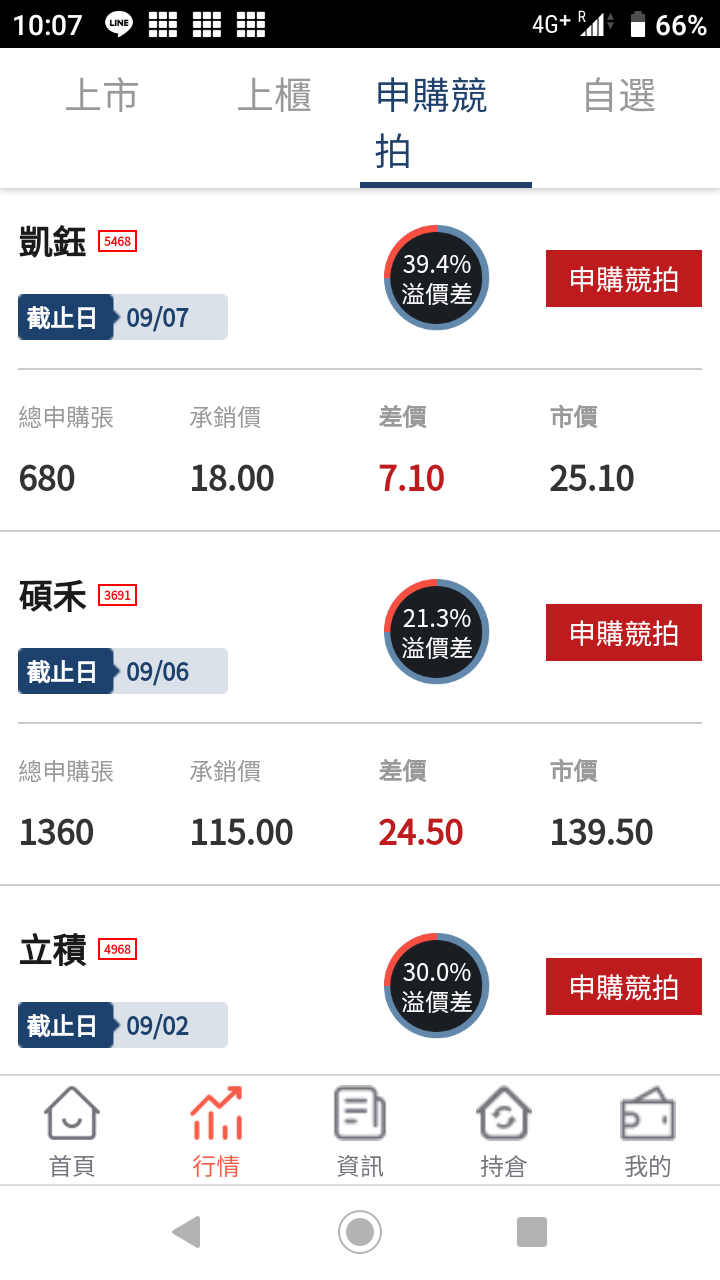 10:07 LINE 4G+ R 66%
上市 上櫃 申購競拍 自選
凱鈺 5468
39.4%
溢價差
申購競拍
截止日 09/07
總申購張 承銷價 差價 市價
680 18.00 7.10 25.10
碩禾 3691
21.3%
溢價差
申購競拍
截止日 09/06
總申購張 承銷價 差價 市價
1360 115.00 24.50 139.50
立積 4968
30.0%
溢價差
申購競拍
截止日 09/02
首頁 行情 資訊 持倉 我的